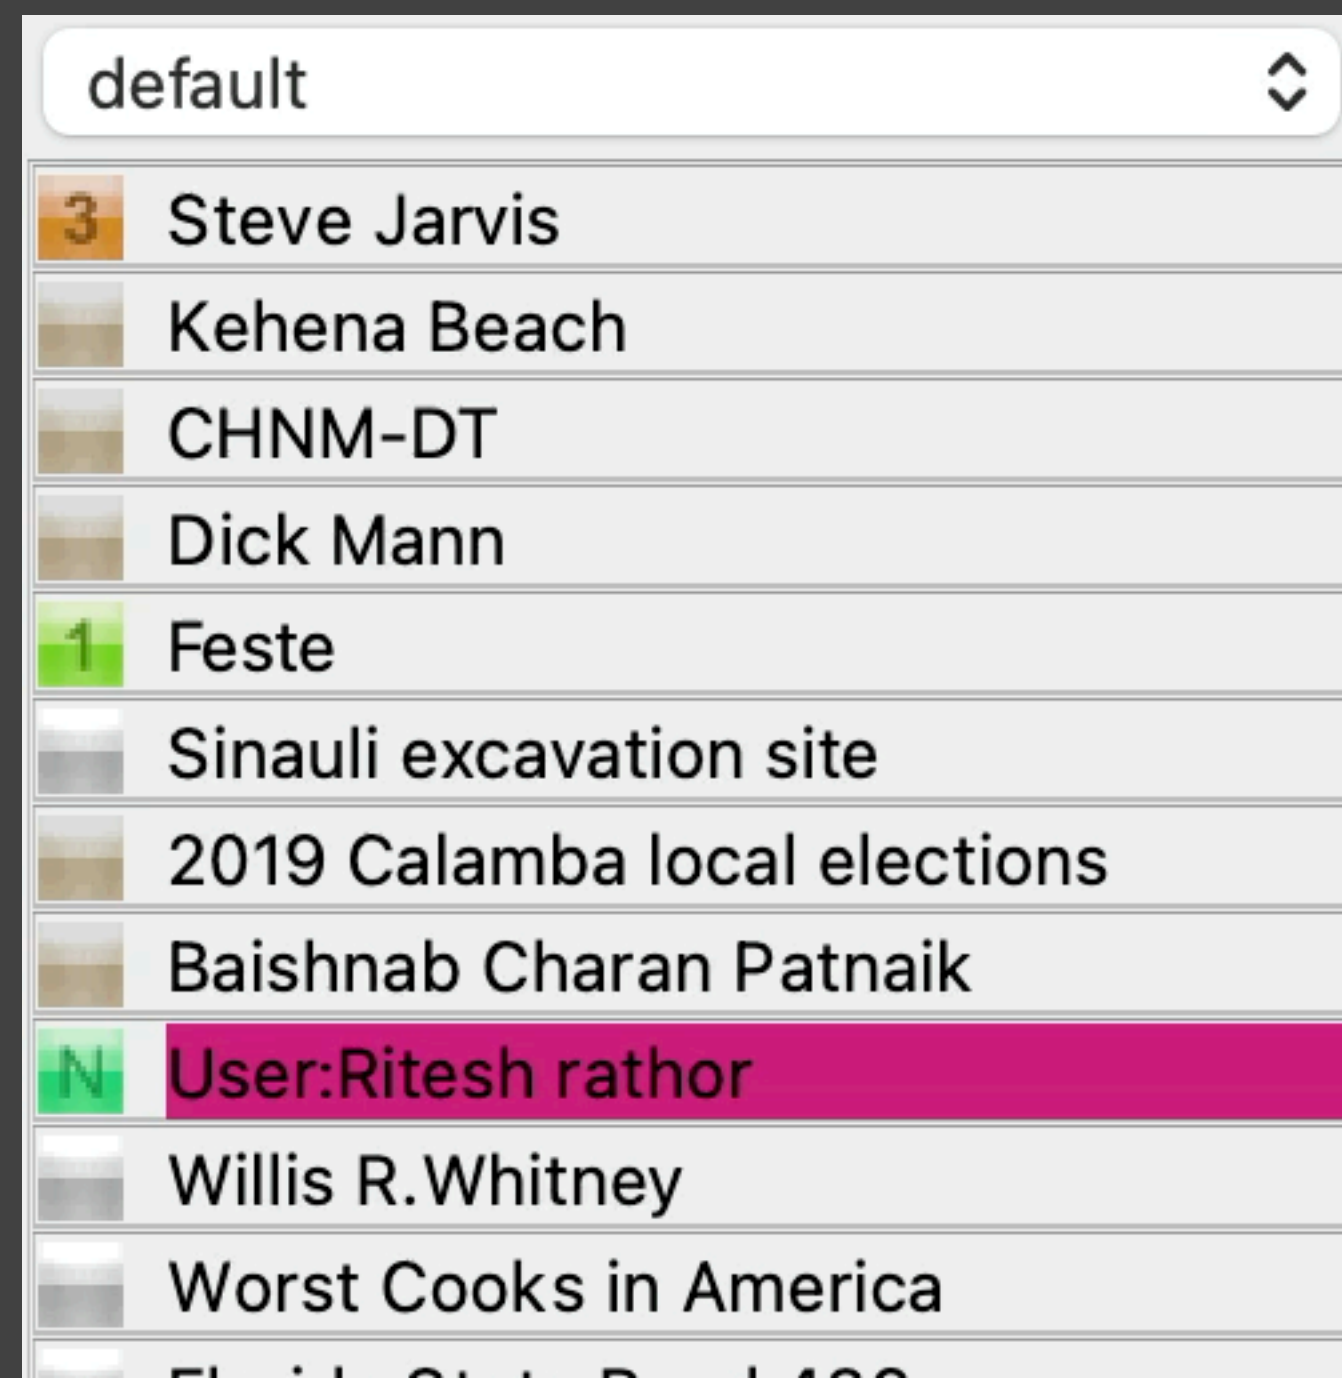 default
3 Steve Jarvis
Kehena Beach
CHNM-DT
Dick Mann
1 Feste
Sinauli excavation site
2019 Calamba local elections
Baishnab Charan Patnaik
N User:Ritesh rathor
Willis R.Whitney
Worst Cooks in America